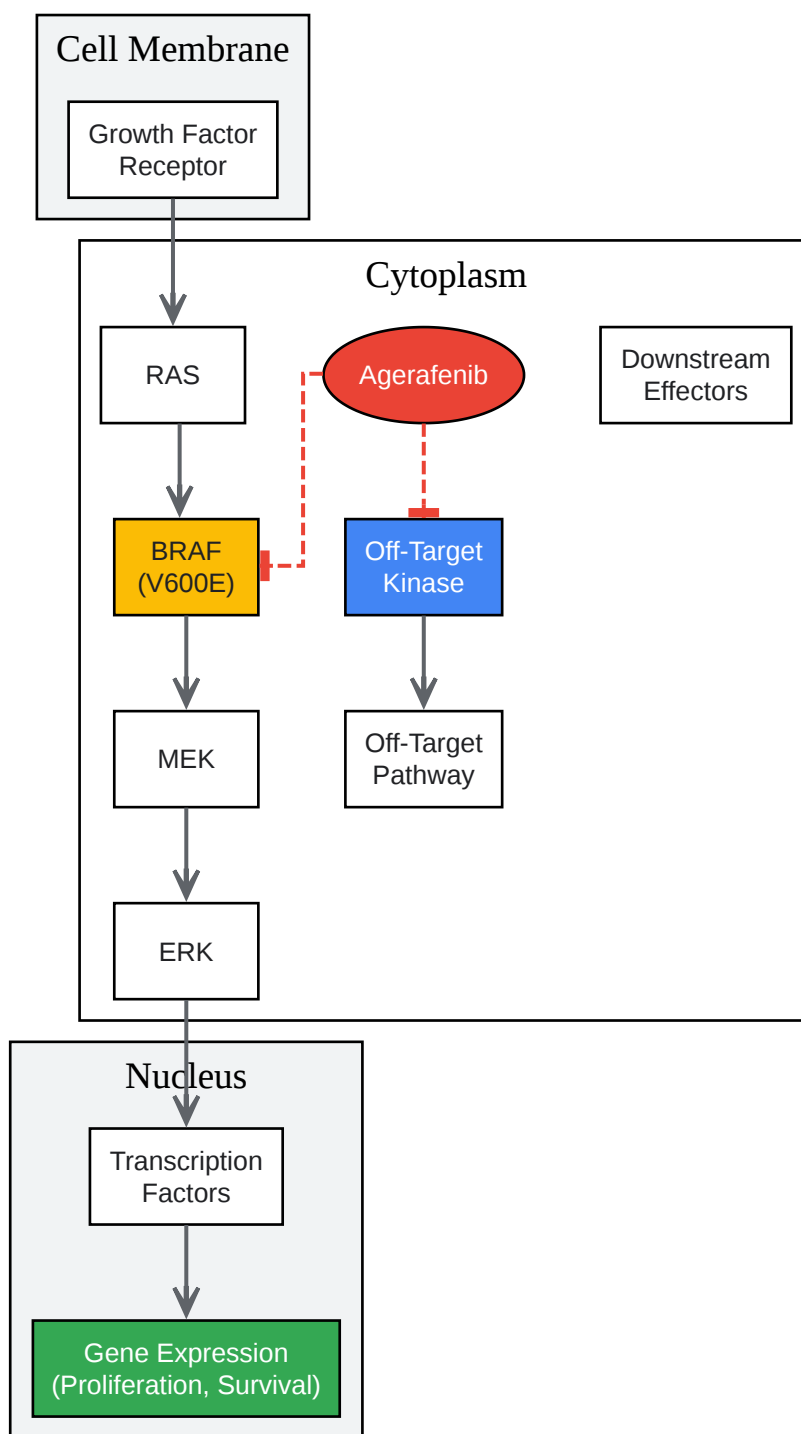 Cell Membrane
Growth Factor
Receptor
Cytoplasm
RAS
Agerafenib
Downstream
Effectors
BRAF
(V600E)
Off-Target
Kinase
MEK
Off-Target
Pathway
ERK
Nucleus
Transcription
Factors
Gene Expression
(Proliferation, Survival)